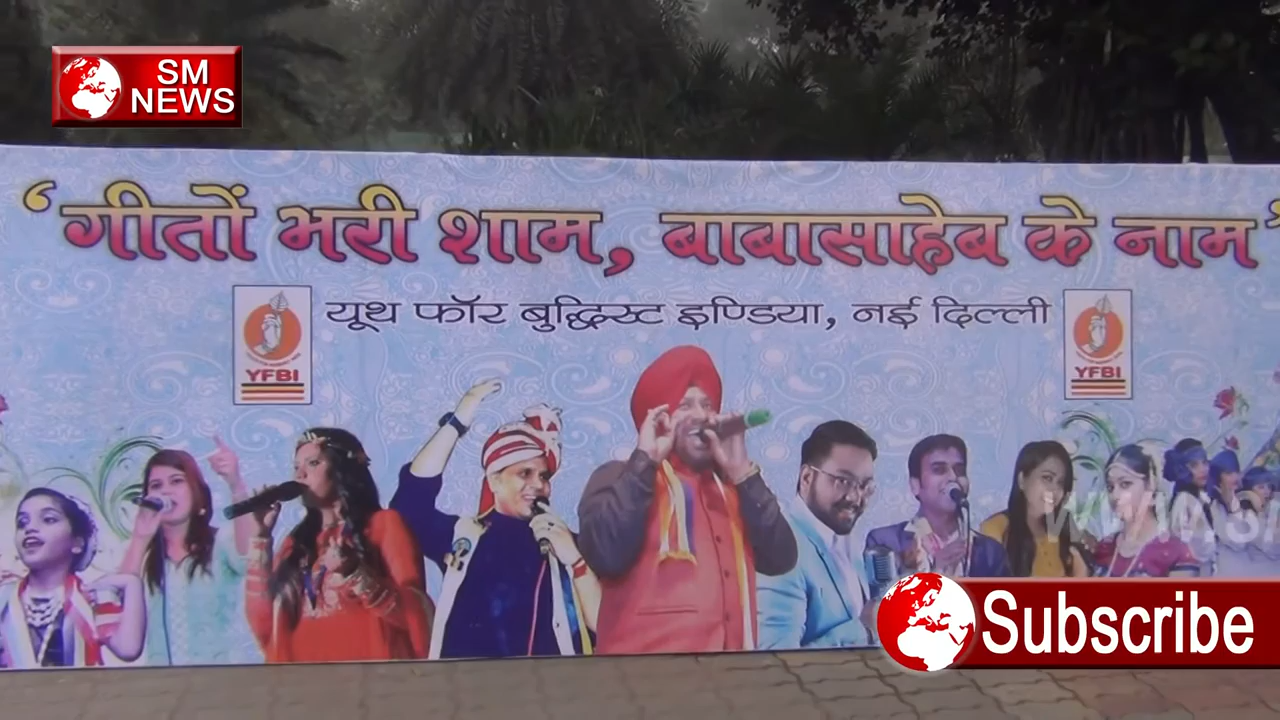 SM
NEWS
‘गीतों भरी शाम, बाबासाहेब के नाम’
यूथ फॉर बुद्धिस्ट इण्डिया, नई दिल्ली
YFBI
YFBI
Subscribe